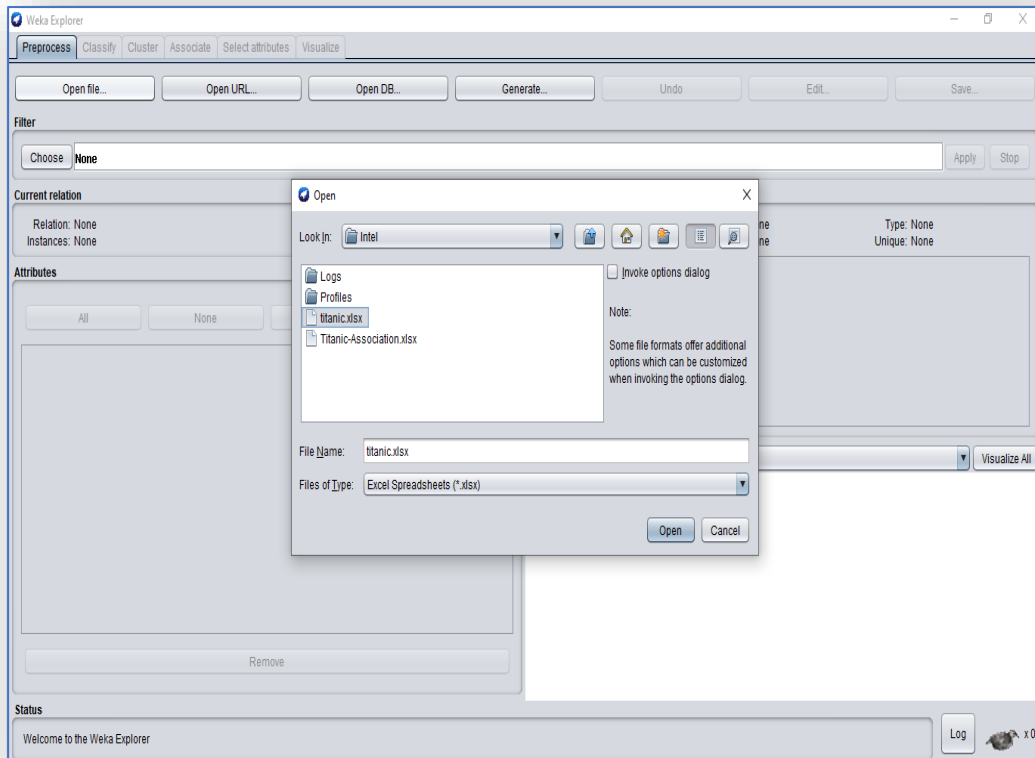 Weka Explorer
Preprocess Classify Cluster Associate Select attributes Visualize
Open file... Open URL... Open DB... Generate... Undo Edit... Save...
Filter
Choose None Apply Stop
Current relation
Relation: None
Instances: None
ne Type: None
ne Unique: None
Attributes
All None
Remove
Visualize All
Open
Look In: Intel
Logs
Profiles
titanic.xlsx
Titanic-Association.xlsx
Invoke options dialog
Note:
Some file formats offer additional
options which can be customized
when invoking the options dialog.
File Name: titanic.xlsx
Files of Type: Excel Spreadsheets (*.xlsx)
Open Cancel
Status
Welcome to the Weka Explorer
Log x 0